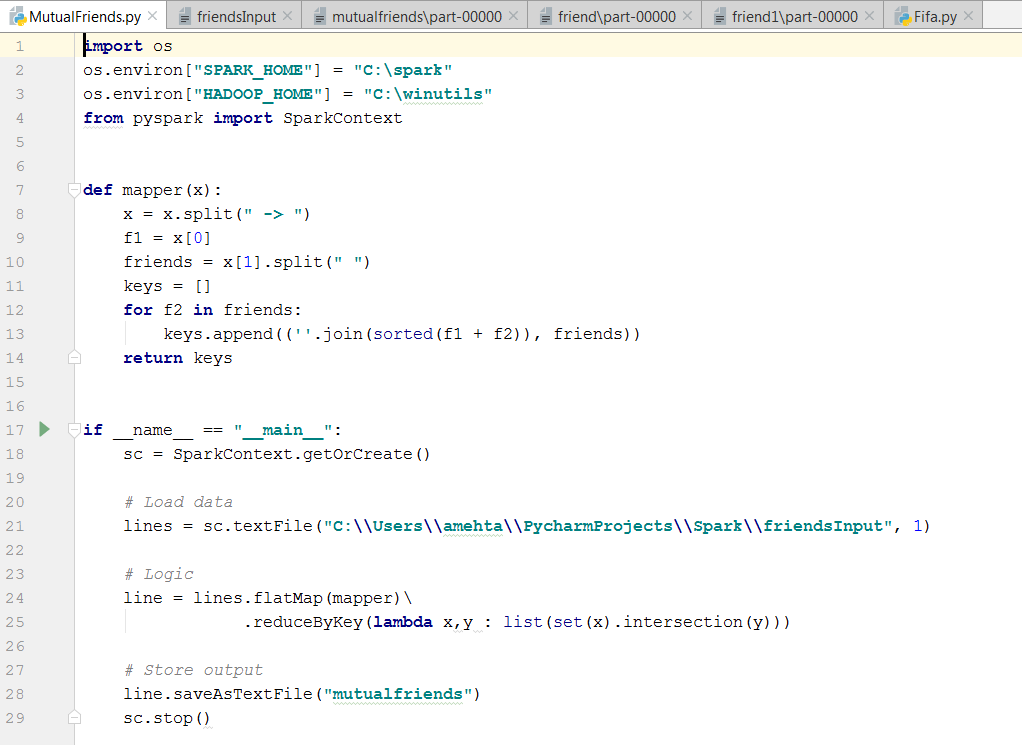 MutualFriends.py friendsInput mutualfriends\part-00000 friend\part-00000 friend1\part-00000 Fifa.py
1 import os
2 os.environ["SPARK_HOME"] = "C:\spark"
3 os.environ["HADOOP_HOME"] = "C:\winutils"
4 from pyspark import SparkContext
5
6
7 def mapper(x):
8     x = x.split(" -> ")
9     f1 = x[0]
10     friends = x[1].split(" ")
11     keys = []
12     for f2 in friends:
13         keys.append((''.join(sorted(f1 + f2)), friends))
14     return keys
15
16
17 if __name__ == "__main__":
18     sc = SparkContext.getOrCreate()
19
20     # Load data
21     lines = sc.textFile("C:\\Users\\amehta\\PycharmProjects\\Spark\\friendsInput", 1)
22
23     # Logic
24     line = lines.flatMap(mapper)\
25                 .reduceByKey(lambda x,y : list(set(x).intersection(y)))
26
27     # Store output
28     line.saveAsTextFile("mutualfriends")
29     sc.stop()